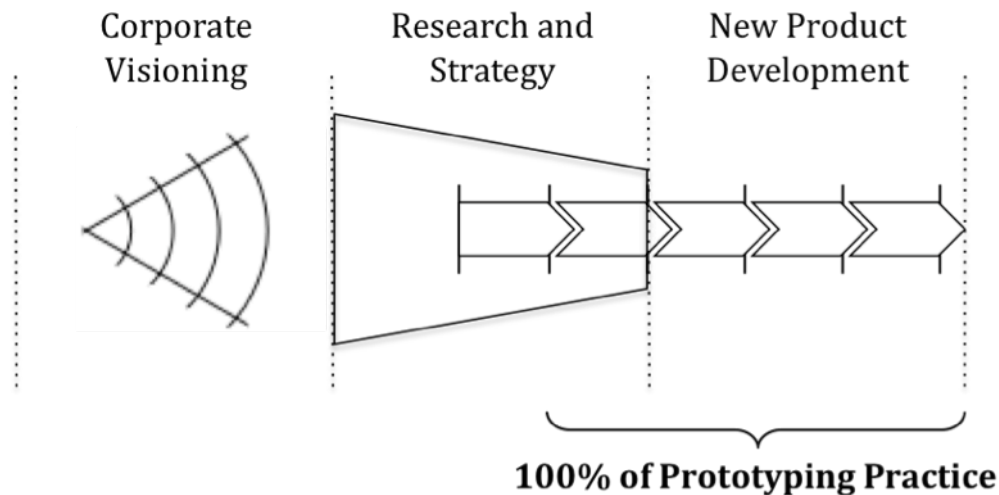 Corporate
Visioning
Research and
Strategy
New Product
Development
100% of Prototyping Practice